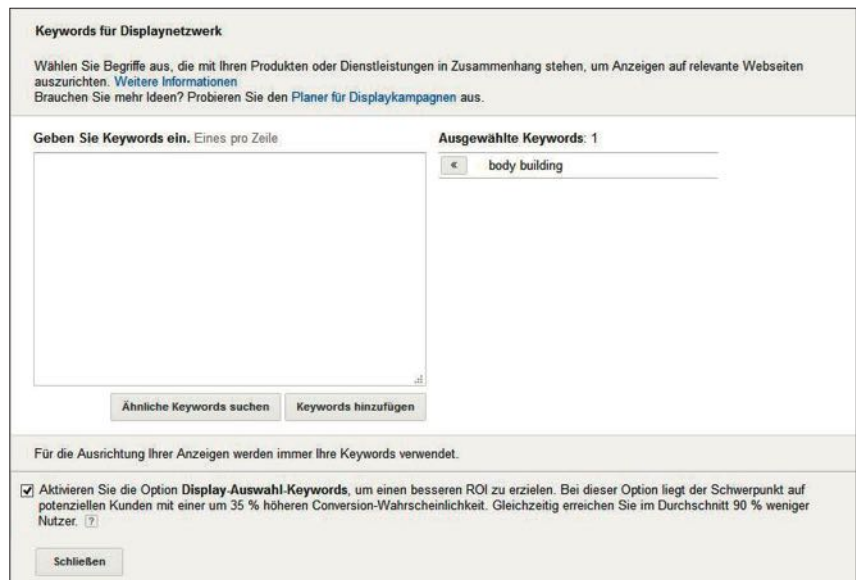 Keywords für Displaynetzwerk
Wählen Sie Begriffe aus, die mit Ihren Produkten oder Dienstleistungen in Zusammenhang stehen, um Anzeigen auf relevante Webseiten
auszurichten. Weitere Informationen
Brauchen Sie mehr Ideen? Probieren Sie den Planer für Displaykampagnen aus.
Geben Sie Keywords ein. Eines pro Zeile
Ausgewählte Keywords: 1
« body building
Ähnliche Keywords suchen
Keywords hinzufügen
Für die Ausrichtung Ihrer Anzeigen werden immer Ihre Keywords verwendet.
Aktivieren Sie die Option Display-Auswahl-Keywords, um einen besseren ROI zu erzielen. Bei dieser Option liegt der Schwerpunkt auf
potenziellen Kunden mit einer um 35 % höheren Conversion-Wahrscheinlichkeit. Gleichzeitig erreichen Sie im Durchschnitt 90 % weniger
Nutzer. ?
Schließen